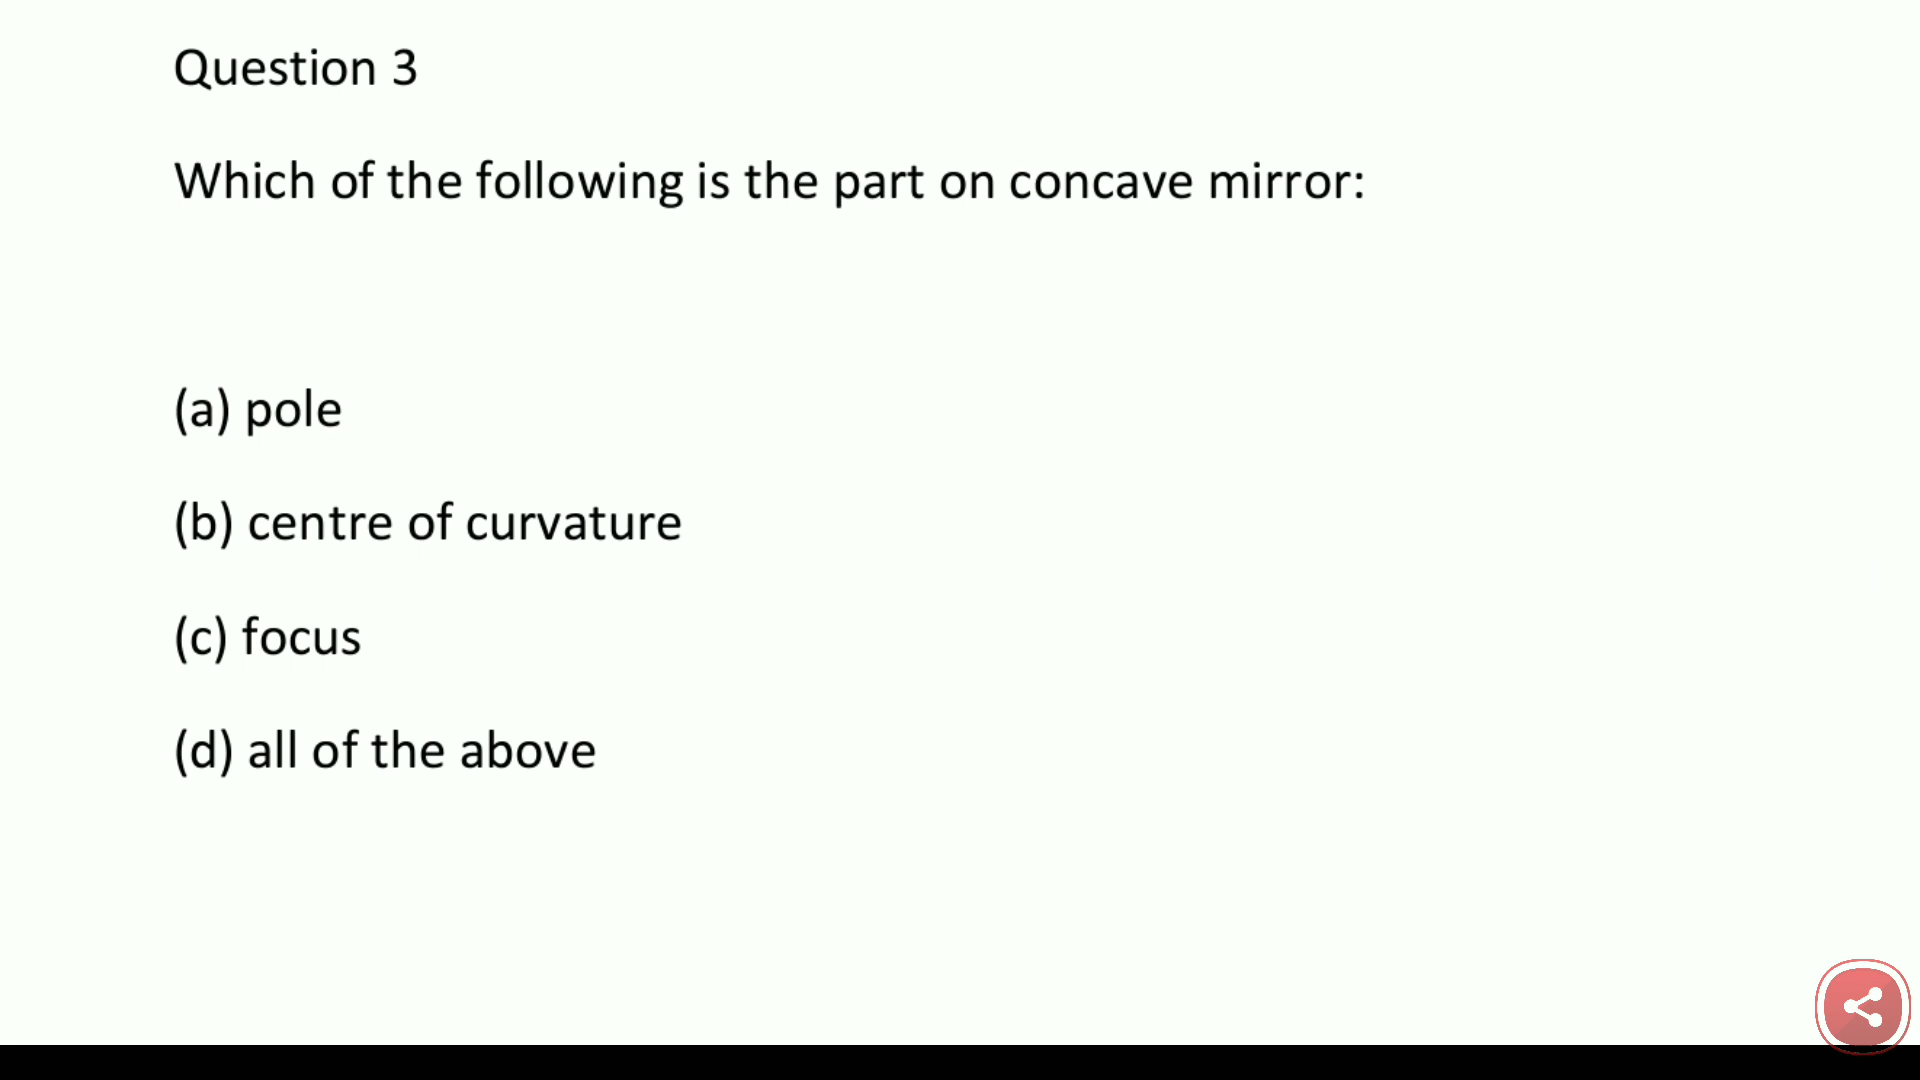 Question 3
Which of the following is the part on concave mirror:
(a) pole
(b) centre of curvature
(c) focus
(d) all of the above